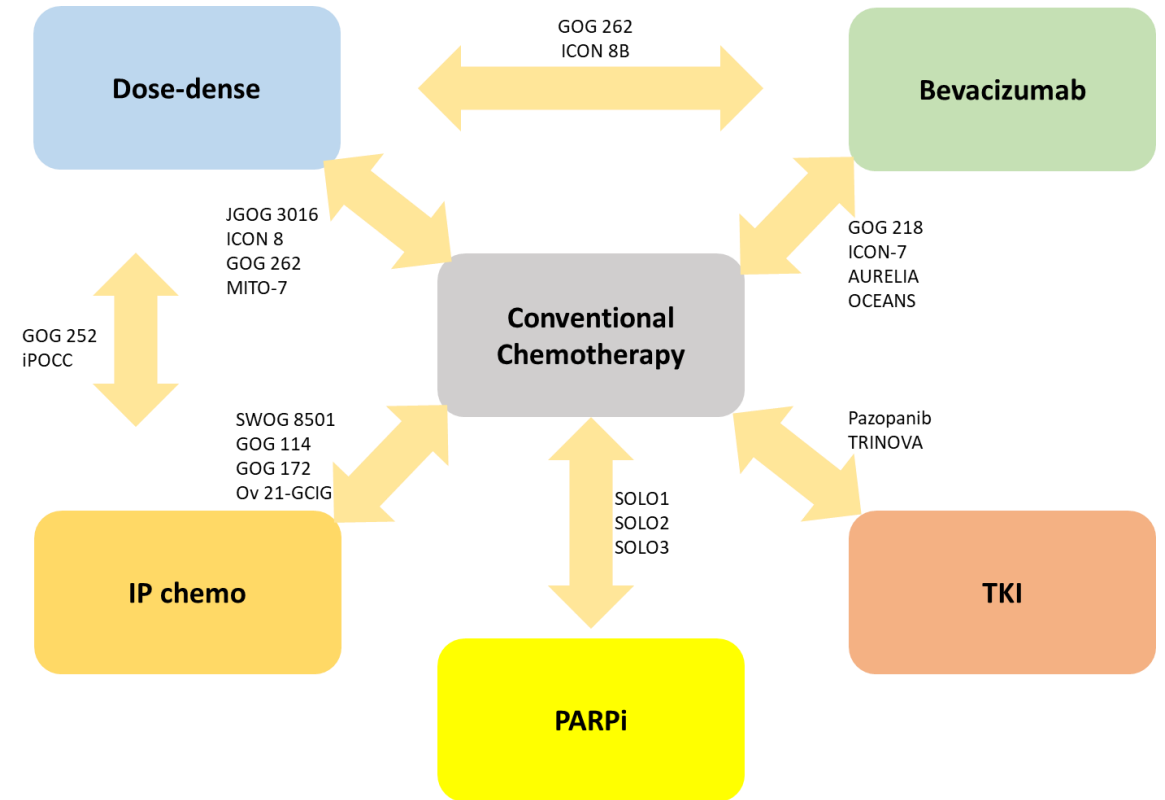 GOG 262
ICON 8B
Dose-dense
Bevacizumab
JGOG 3016
ICON 8
GOG 262
MITO-7
GOG 218
ICON-7
AURELIA
OCEANS
Conventional
Chemotherapy
GOG 252
iPOCC
SWOG 8501
GOG 114
GOG 172
Ov 21-GCIG
Pazopanib
TRINOVA
SOLO1
SOLO2
SOLO3
IP chemo
TKI
PARPi